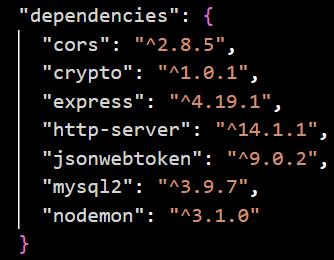 "dependencies": {
"cors": "^2.8.5",
"crypto": "^1.0.1",
"express": "^4.19.1",
"http-server": "^14.1.1",
"jsonwebtoken": "^9.0.2",
"mysql2": "^3.9.7",
"nodemon": "^3.1.0"
}